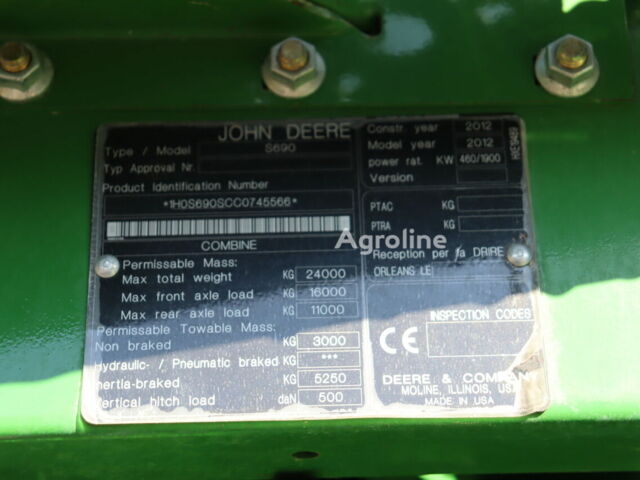 JOHN DEERE
Type / Model S690
Typ Approval Nr.
Product Identification Number
*1H0S690SCC0745566*
COMBINE
Permissable Mass:
Max total weight KG 24000
Max front axle load KG 16000
Max rear axle load KG 11000
Permissable Towable Mass:
Non braked KG 3000
Hydraulic- / Pneumatic braked KG ***
Inertia-braked KG 5250
Vertical hitch load daN 500
Constr. year 2012
Model year 2012
power rat. KW 460/1900
Version
PTAC KG
PTRA KG
Reception per fa DRIRE
ORLEANS LE
INSPECTION CODES
CE
DEERE & COMPANY
MOLINE, ILLINOIS, USA
MADE IN USA
Agroline